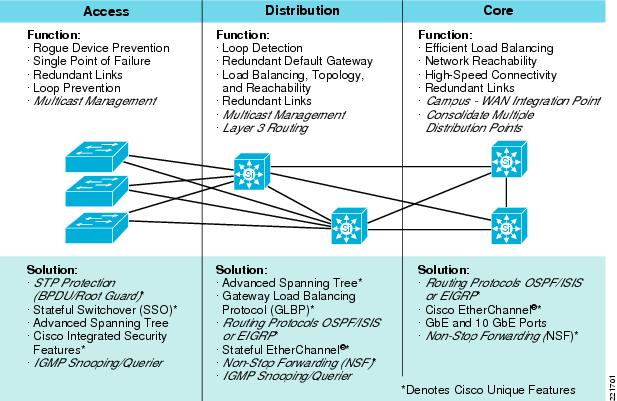 Access
Distribution
Core
Function:
· Rogue Device Prevention
· Single Point of Failure
· Redundant Links
· Loop Prevention
· Multicast Management
Function:
· Loop Detection
· Redundant Default Gateway
· Load Balancing, Topology,
and Reachability
· Redundant Links
· Multicast Management
· Layer 3 Routing
Function:
· Efficient Load Balancing
· Network Reachability
· High-Speed Connectivity
· Redundant Links
· Campus - WAN Integration Point
· Consolidate Multiple
Distribution Points
Si
Si
Si
Si
Solution:
· STP Protection
(BPDU/Root Guard)*
· Stateful Switchover (SSO)*
· Advanced Spanning Tree
· Cisco Integrated Security
Features*
· IGMP Snooping/Querier
Solution:
· Advanced Spanning Tree*
· Gateway Load Balancing
Protocol (GLBP)*
· Routing Protocols OSPF/ISIS
or EIGRP*
· Stateful EtherChannel®*
· Non-Stop Forwarding (NSF)*
· IGMP Snooping/Querier
Solution:
· Routing Protocols OSPF/ISIS
or EIGRP*
· Cisco EtherChannel®*
· GbE and 10 GbE Ports
· Non-Stop Forwarding (NSF)*
*Denotes Cisco Unique Features
221701